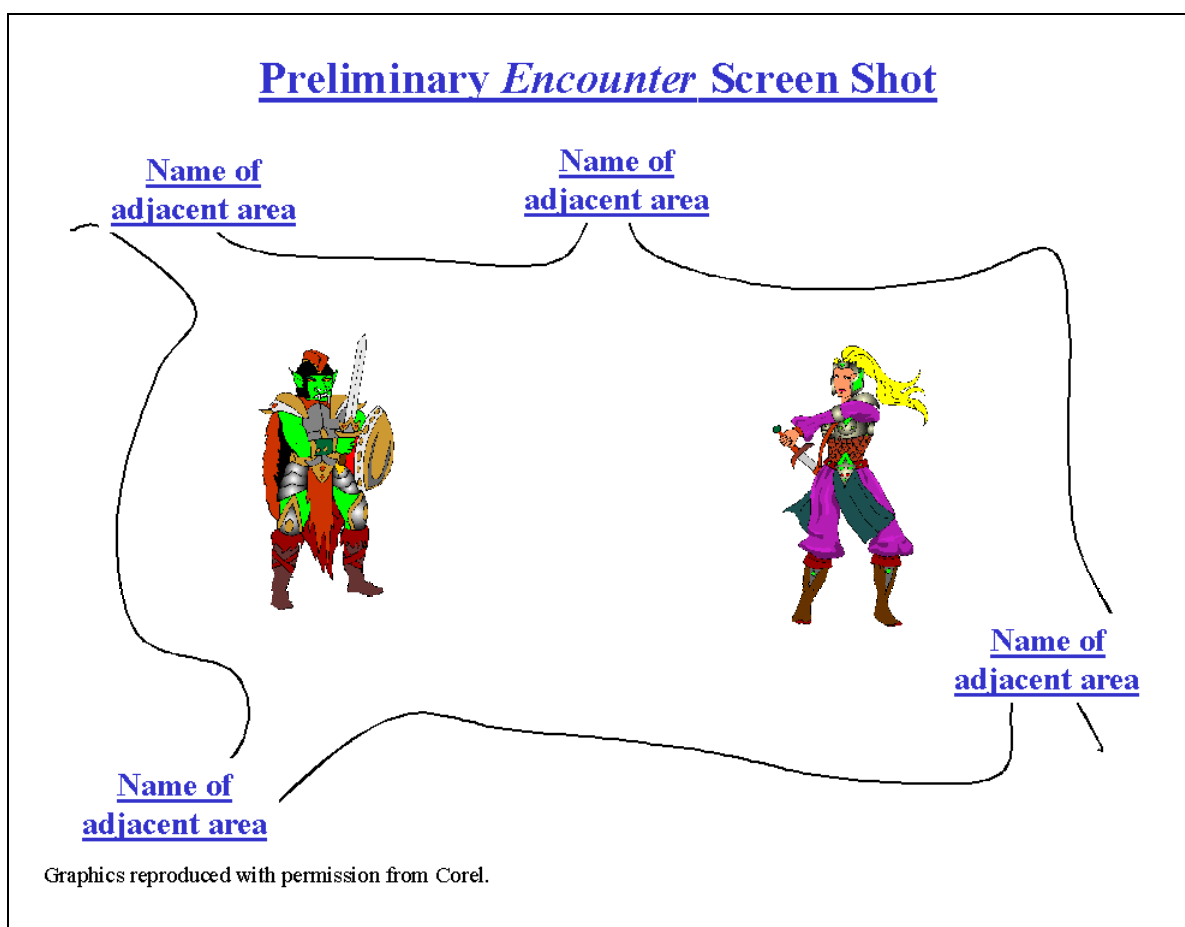 Preliminary Encounter Screen Shot
Name of
adjacent area
Name of
adjacent area
Name of
adjacent area
Name of
adjacent area
Graphics reproduced with permission from Corel.